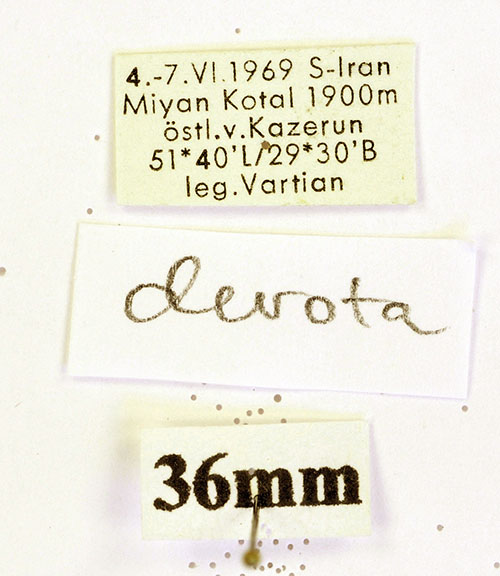 4.-7.VI.1969 S-Iran
Miyan Kotal 1900m
östl.v.Kazerun
51*40'L/29*30'B
leg.Vartian
devota
36mm